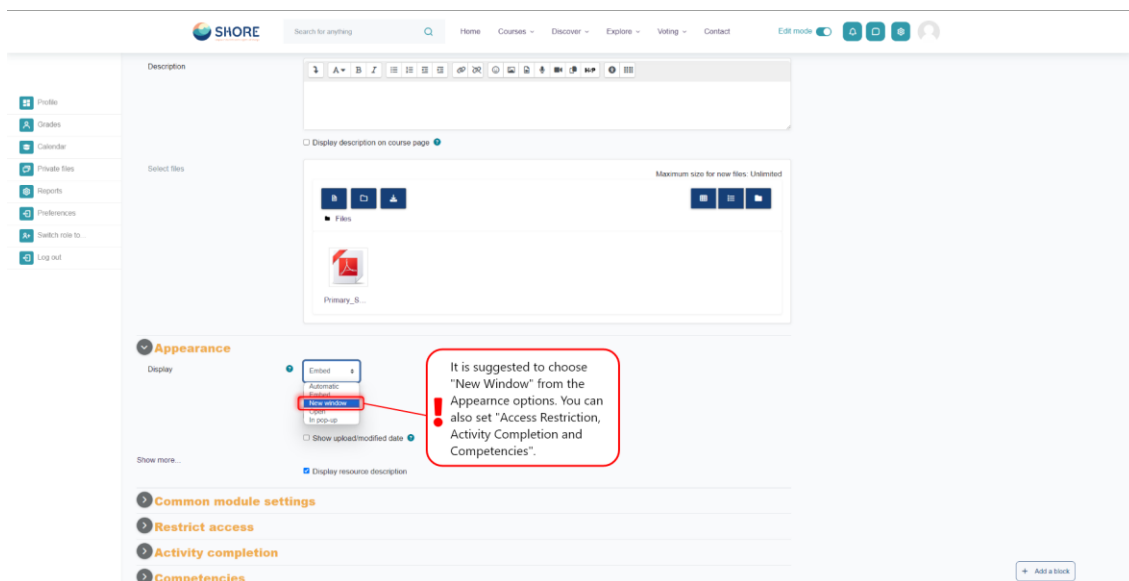 SHORE
Search for anything
Home Courses Discover Explore Voting Contact
Edit mode
Description
Profile
Grades
Calendar
Private files
Reports
Preferences
Switch role to...
Log out
Display description on course page
Select files
Maximum size for new files: Unlimited
Files
Primary_S...
Appearance
Display
Embed
Automatic
Embed
New window
Open
In pop-up
It is suggested to choose
"New Window" from the
Appearnce options. You can
also set "Access Restriction,
Activity Completion and
Competencies".
Show upload/modified date
Show more...
Display resource description
Common module settings
Restrict access
Activity completion
Competencies
+ Add a block